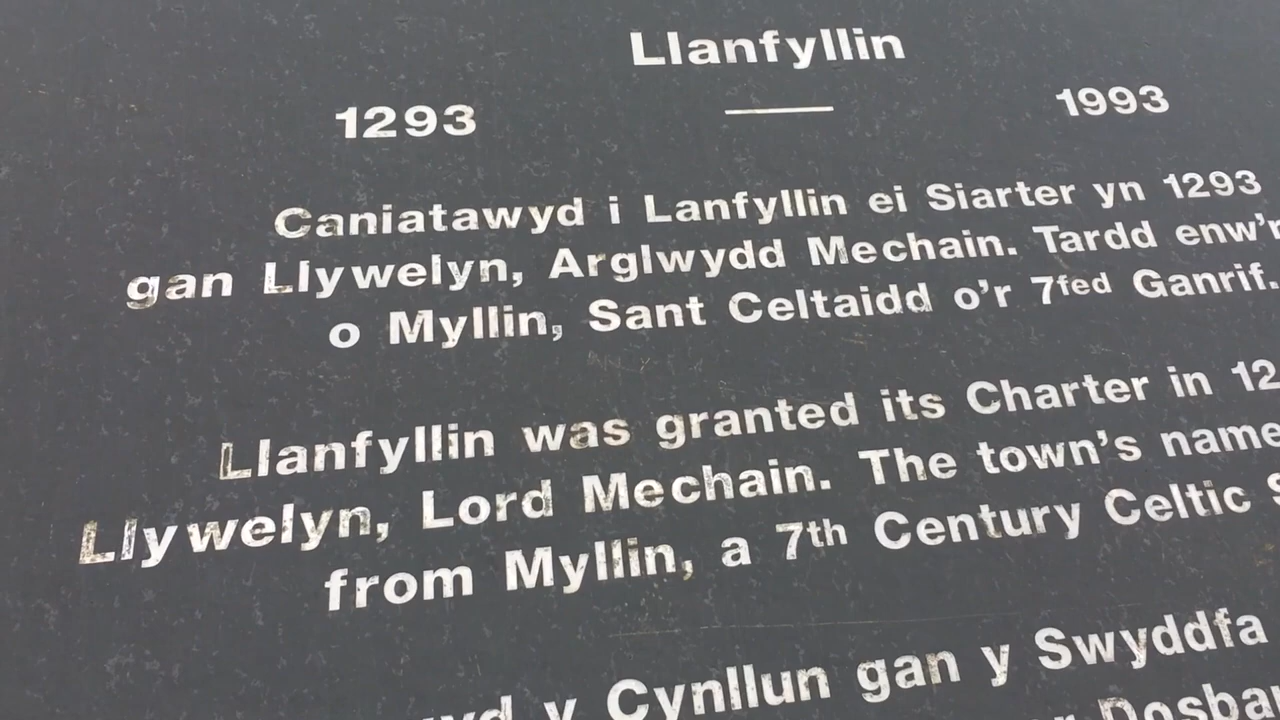 Llanfyllin
1293 — 1993
Caniatawyd i Lanfyllin ei Siarter yn 1293
gan Llywelyn, Arglwydd Mechain. Tardd enw'r
o Myllin, Sant Celtaidd o'r 7fed Ganrif.
Llanfyllin was granted its Charter in 12
Llywelyn, Lord Mechain. The town's name
from Myllin, a 7th Century Celtic S
y Cynllun gan y Swyddfa